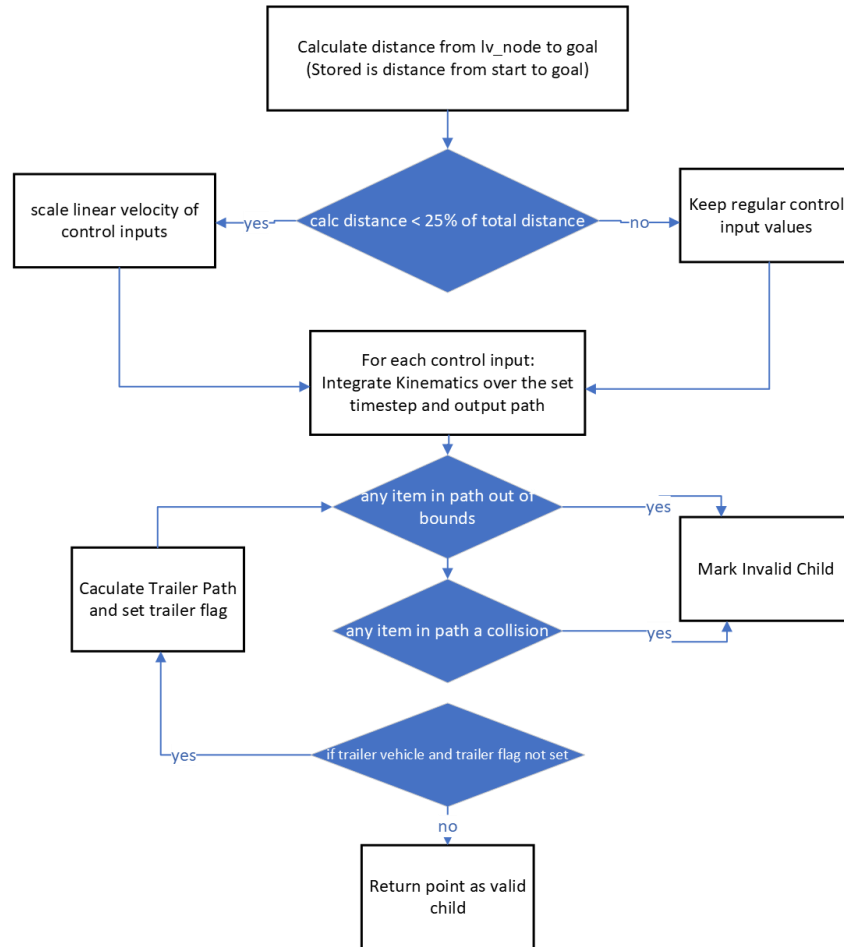 Calculate distance from lv_node to goal
(Stored is distance from start to goal)
scale linear velocity of
control inputs
yes
calc distance < 25% of total distance
no
Keep regular control
input values
For each control input:
Integrate Kinematics over the set
timestep and output path
any item in path out of
bounds
yes
Caculate Trailer Path
and set trailer flag
Mark Invalid Child
any item in path a collision
yes
yes
if trailer vehicle and trailer flag not set
no
Return point as valid
child